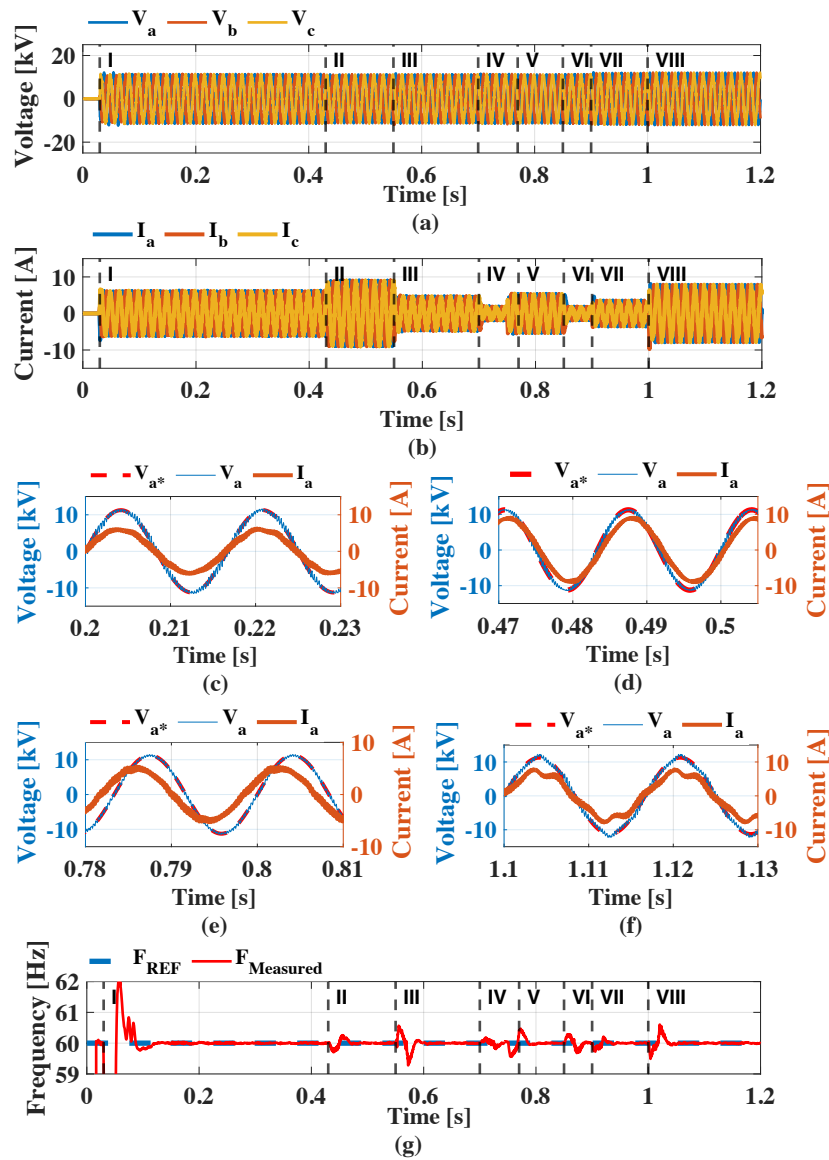 V_a V_b V_c
Voltage [kV]
20
0
-20
I II III IV V VI VII VIII
0 0.2 0.4 0.6 0.8 1 1.2
Time [s]
(a)
I_a I_b I_c
Current [A]
10
0
-10
I II III IV V VI VII VIII
0 0.2 0.4 0.6 0.8 1 1.2
Time [s]
(b)
V_a* V_a I_a
Voltage [kV]
10
0
-10
Current [A]
10
0
-10
0.2 0.21 0.22 0.23
Time [s]
(c)
V_a* V_a I_a
Voltage [kV]
10
0
-10
Current [A]
10
0
-10
0.47 0.48 0.49 0.5
Time [s]
(d)
V_a* V_a I_a
Voltage [kV]
10
0
-10
Current [A]
10
5
0
-5
-10
0.78 0.79 0.8 0.81
Time [s]
(e)
V_a* V_a I_a
Voltage [kV]
10
0
-10
Current [A]
10
0
-10
1.1 1.11 1.12 1.13
Time [s]
(f)
F_REF F_Measured
Frequency [Hz]
62
61
60
59
I II III IV V VI VII VIII
0 0.2 0.4 0.6 0.8 1 1.2
Time [s]
(g)